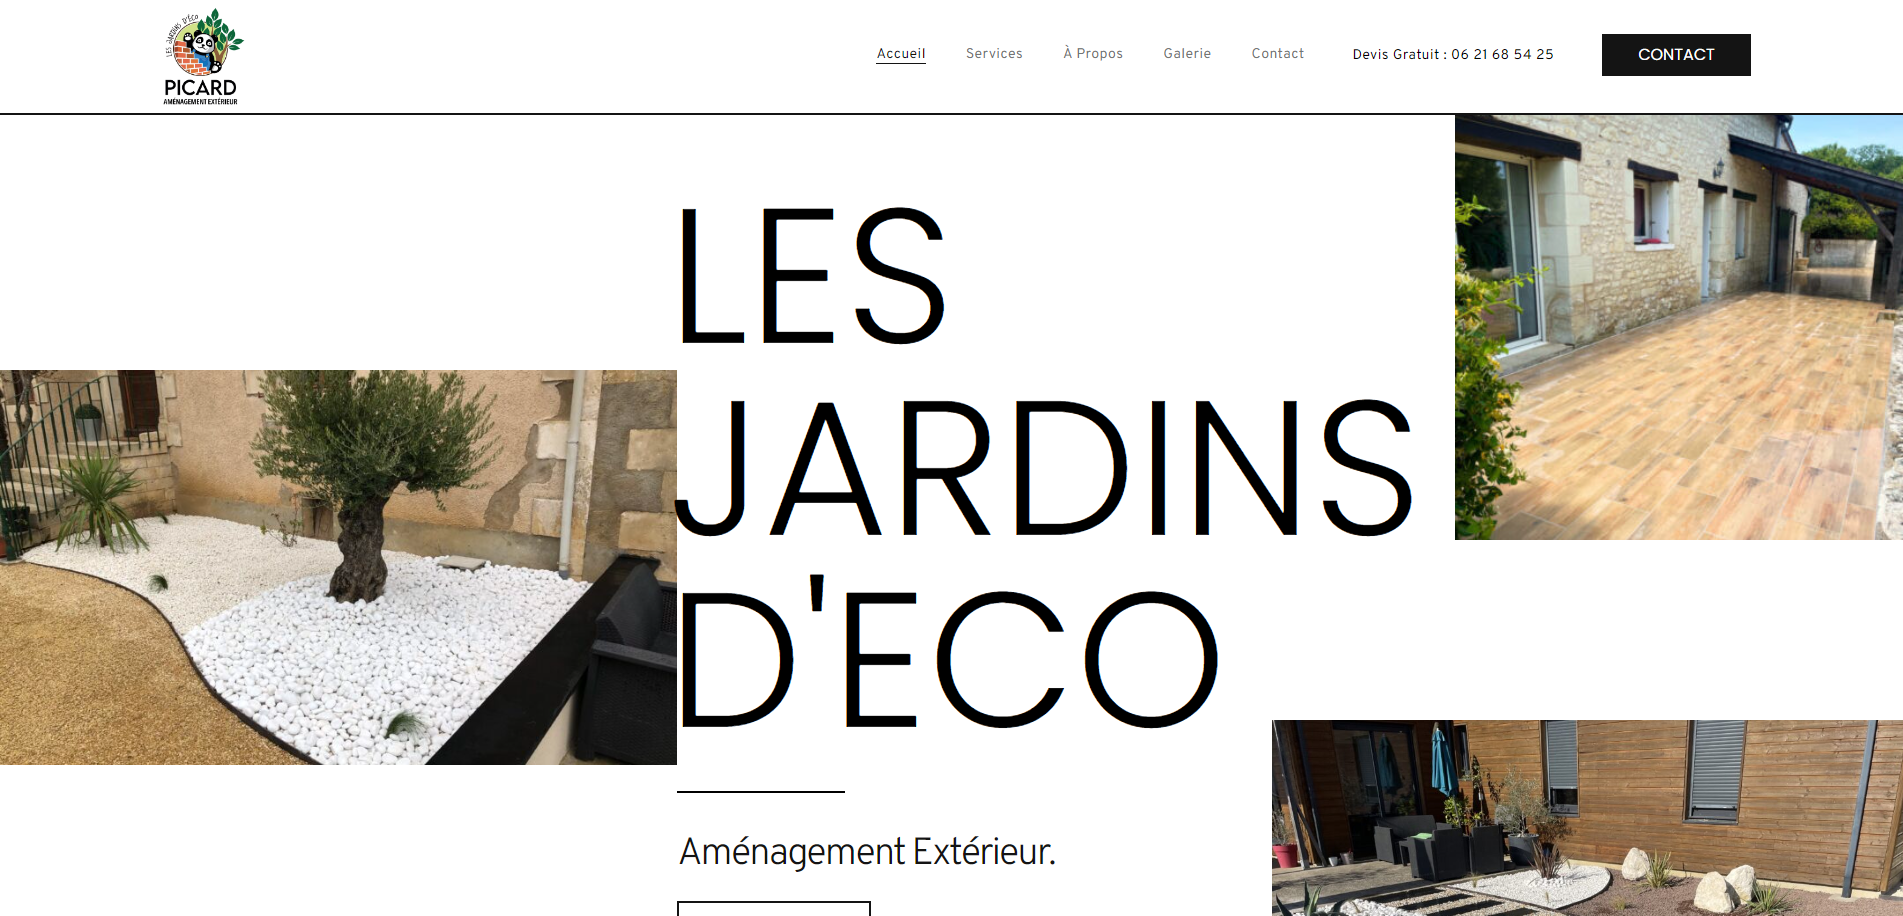 LES JARDINS D'ÉCO
PICARD
AMÉNAGEMENT EXTÉRIEUR
Accueil
Services
À Propos
Galerie
Contact
Devis Gratuit : 06 21 68 54 25
CONTACT
LES
JARDINS
D'ECO
Aménagement Extérieur.